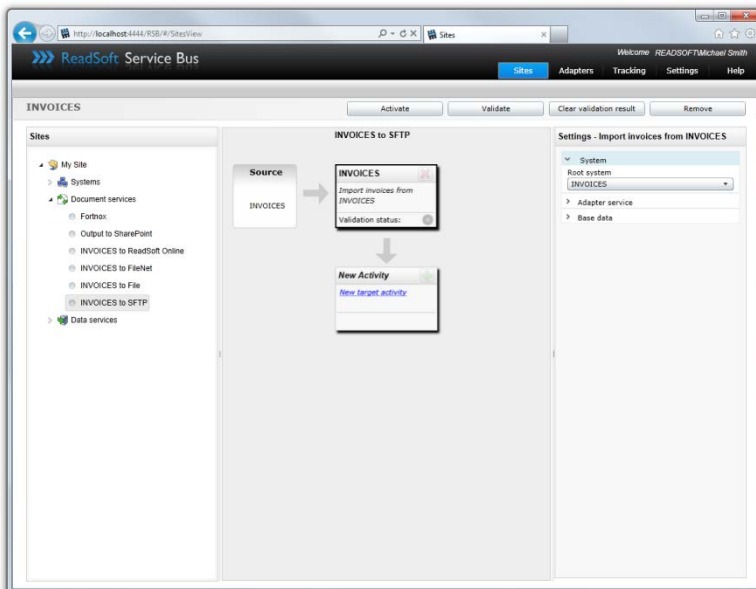 http://localhost:4444/RSB/#/SitesView
Sites
ReadSoft Service Bus
Welcome READSOFT\Michael Smith
Sites Adapters Tracking Settings Help
INVOICES
Activate Validate Clear validation result Remove
Sites
My Site
Systems
Document services
Fortnox
Output to SharePoint
INVOICES to ReadSoft Online
INVOICES to FileNet
INVOICES to File
INVOICES to SFTP
Data services
INVOICES to SFTP
Source
INVOICES
INVOICES
Import invoices from
INVOICES
Validation status:
New Activity
New target activity
Settings - Import invoices from INVOICES
System
Root system
INVOICES
Adapter service
Base data